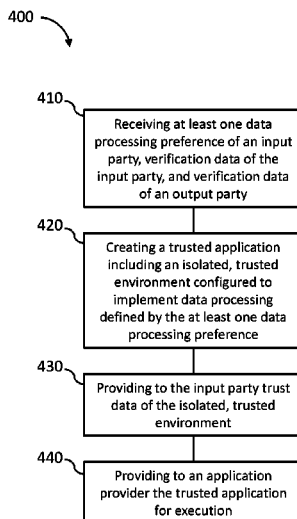 400
410
Receiving at least one data
processing preference of an input
party, verification data of the
input party, and verification data
of an output party
420
Creating a trusted application
including an isolated, trusted
environment configured to
implement data processing
defined by the at least one data
processing preference
430
Providing to the input party trust
data of the isolated, trusted
environment
440
Providing to an application
provider the trusted application
for execution